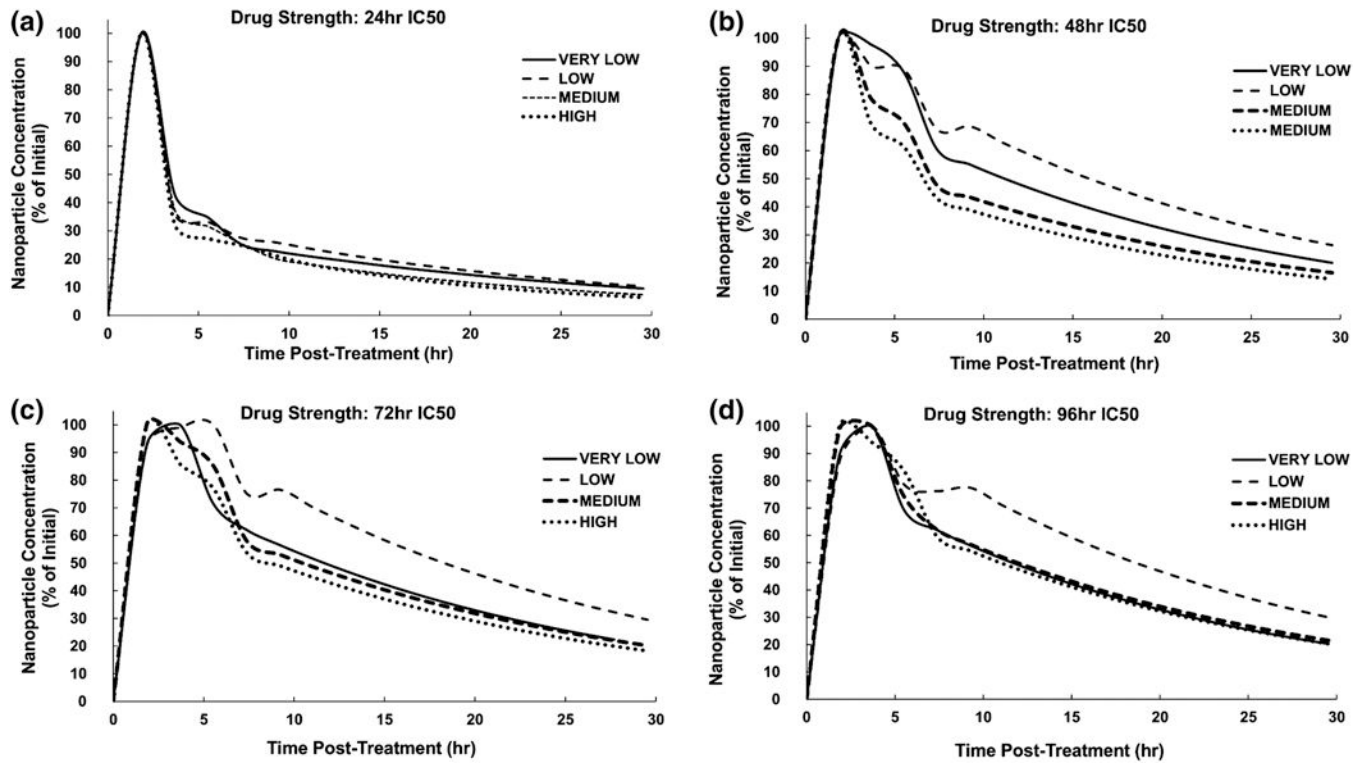 (a)
Drug Strength: 24hr IC50
Nanoparticle Concentration
(% of Initial)
100
90
80
70
60
50
40
30
20
10
0
VERY LOW
LOW
MEDIUM
HIGH
0 5 10 15 20 25 30
Time Post-Treatment (hr)
(b)
Drug Strength: 48hr IC50
Nanoparticle Concentration
(% of Initial)
100
90
80
70
60
50
40
30
20
10
0
VERY LOW
LOW
MEDIUM
MEDIUM
0 5 10 15 20 25 30
Time Post-Treatment (hr)
(c)
Drug Strength: 72hr IC50
Nanoparticle Concentration
(% of Initial)
100
90
80
70
60
50
40
30
20
10
0
VERY LOW
LOW
MEDIUM
HIGH
0 5 10 15 20 25 30
Time Post-Treatment (hr)
(d)
Drug Strength: 96hr IC50
Nanoparticle Concentration
(% of Initial)
100
90
80
70
60
50
40
30
20
10
0
VERY LOW
LOW
MEDIUM
HIGH
0 5 10 15 20 25 30
Time Post-Treatment (hr)